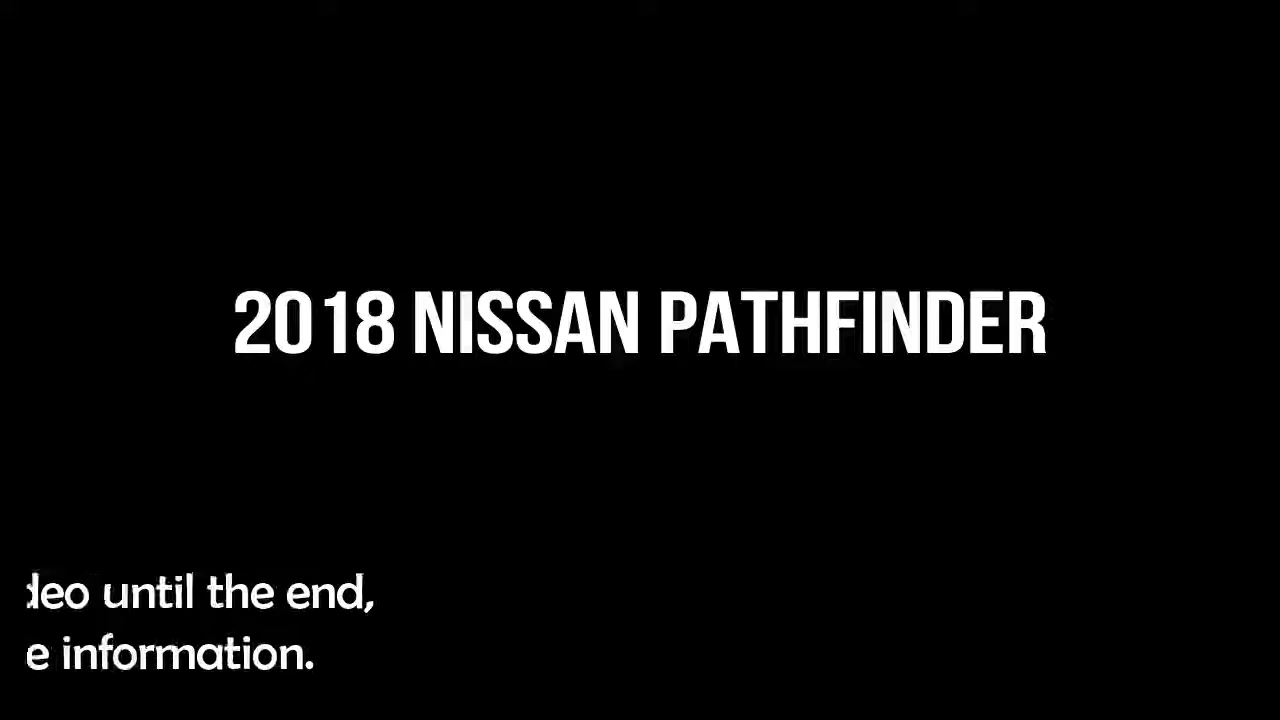 2018 NISSAN PATHFINDER
until the end,
information.